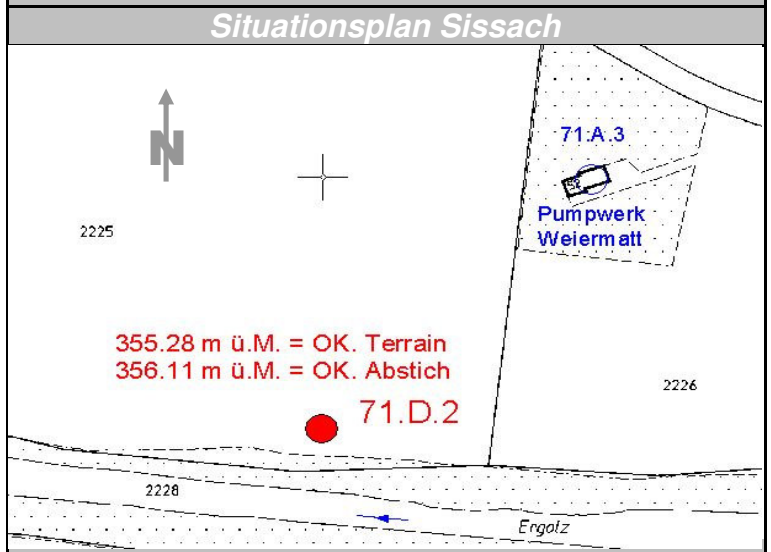 Situationsplan Sissach
N
71.A.3
Pumpwerk
Weiermatt
2225
355.28 m ü.M. = OK. Terrain
356.11 m ü.M. = OK. Abstich
71.D.2
2226
2228
Ergolz